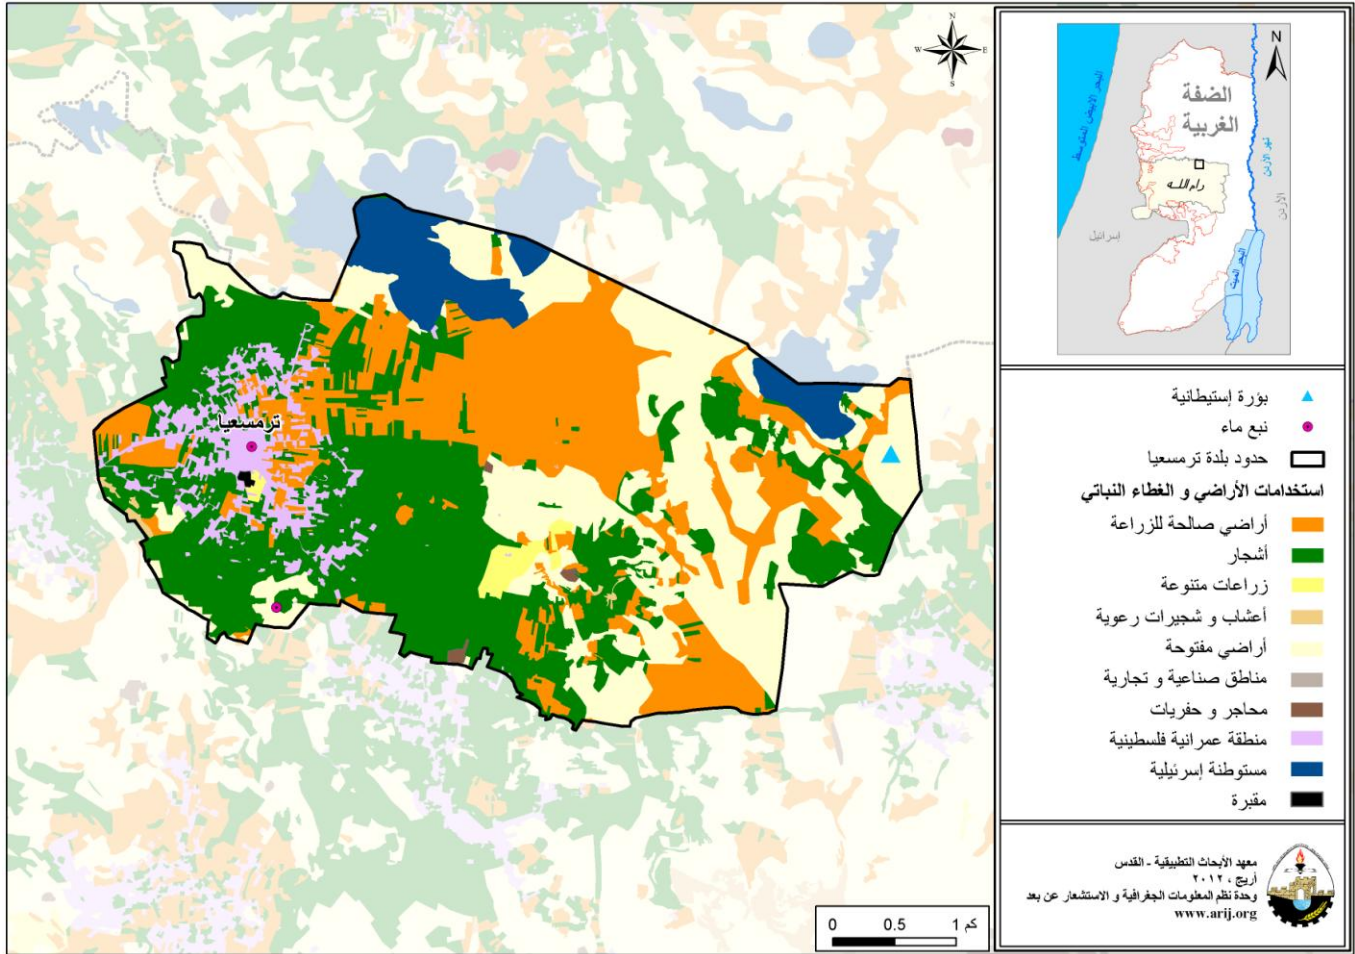 N
W
E
S
ترمسعيا
0
0.5
1 كم
N
البحر الأبيض المتوسط
الضفة
الغربية
نهر الأردن
رام الله
الأردن
إسرائيل
البحر الميت
بؤرة إستيطانية
نبع ماء
حدود بلدة ترمسعيا
استخدامات الأراضي و الغطاء النباتي
أراضي صالحة للزراعة
أشجار
زراعات متنوعة
أعشاب و شجيرات رعوية
أراضي مفتوحة
مناطق صناعية و تجارية
محاجر و حفريات
منطقة عمرانية فلسطينية
مستوطنة إسرئيلية
مقبرة
معهد الأبحاث التطبيقية - القدس
أريج ، ٢٠١٢
وحدة نظم المعلومات الجغرافية و الاستشعار عن بعد
www.arij.org